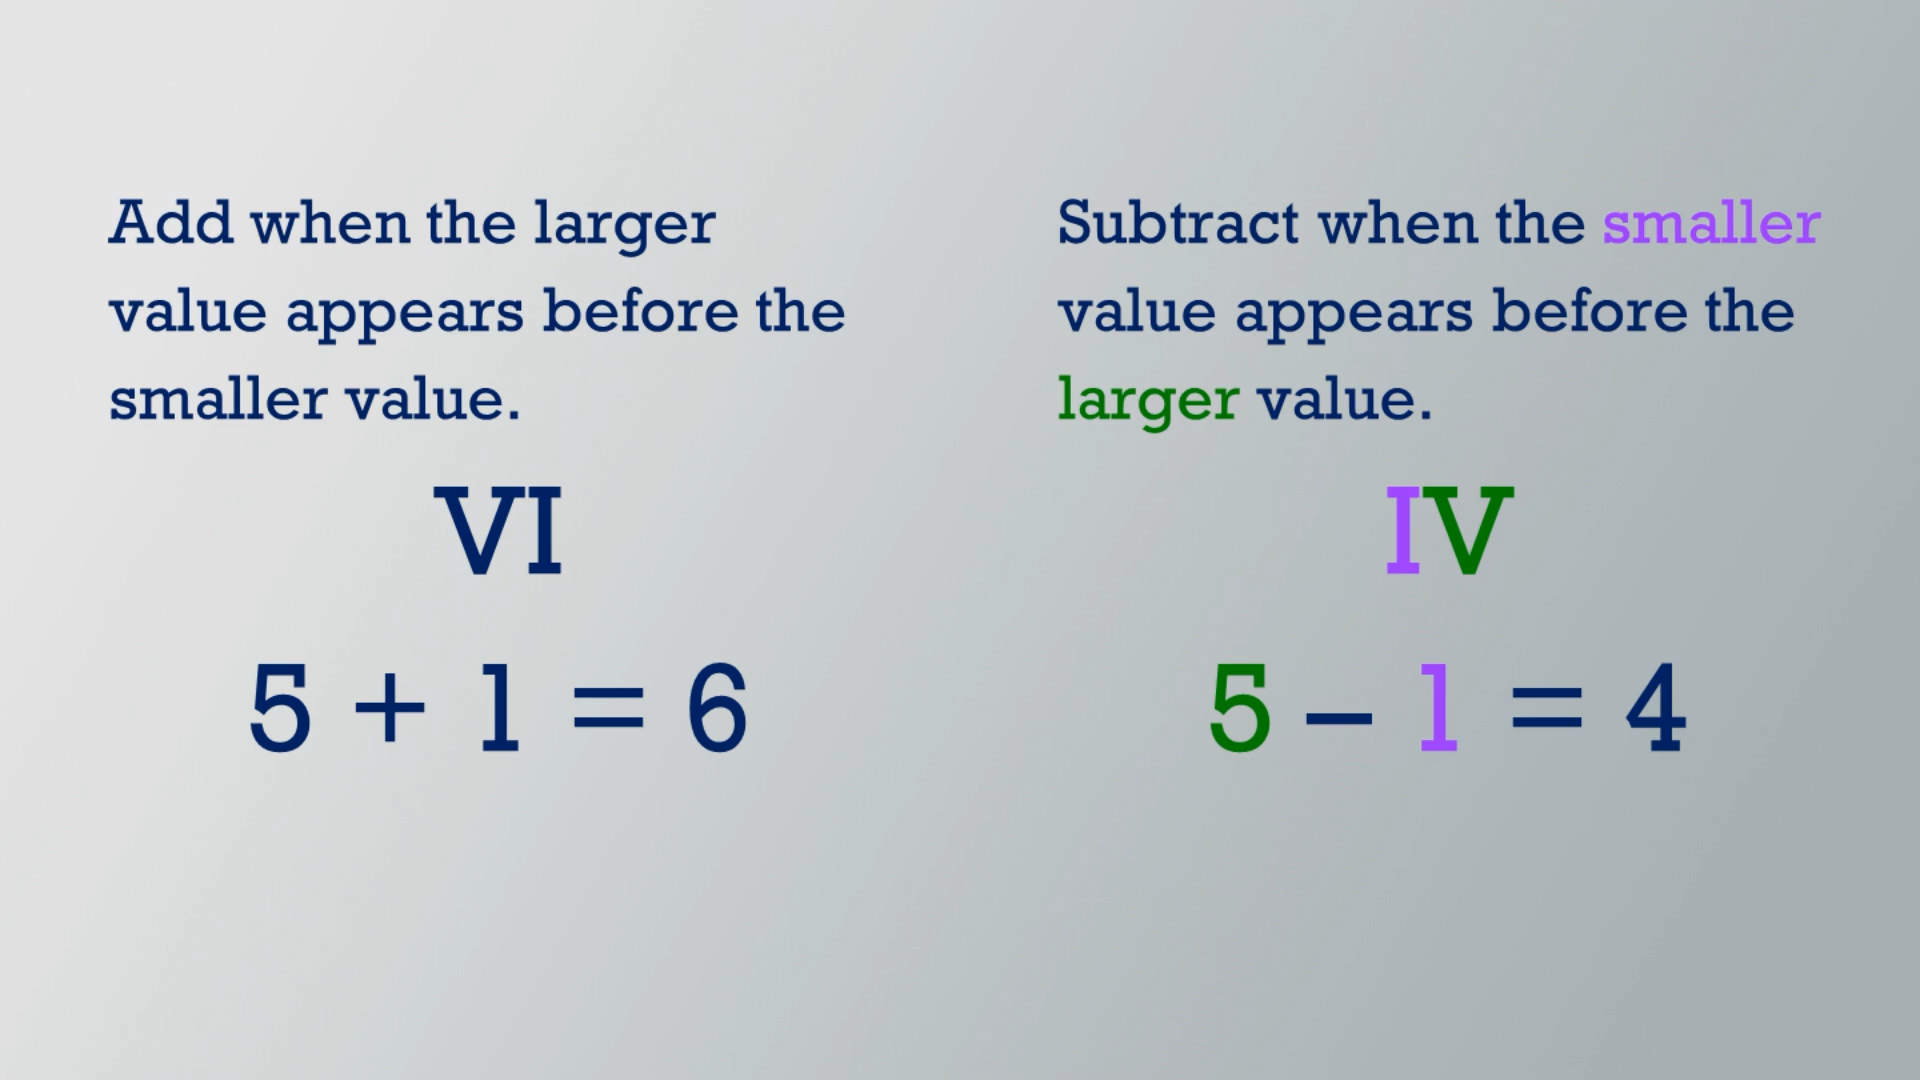 Add when the larger
value appears before the
smaller value.
VI
5 + 1 = 6
Subtract when the smaller
value appears before the
larger value.
IV
5 – 1 = 4